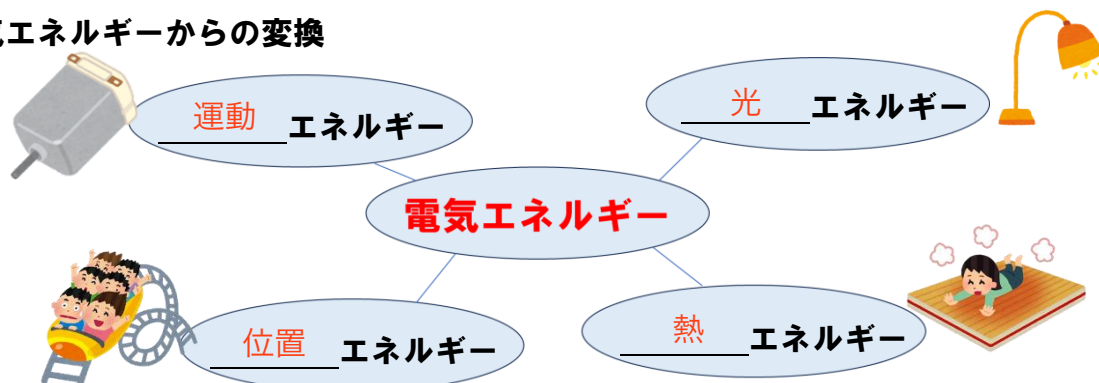 エネルギーからの変換
運動 エネルギー
光 エネルギー
電気エネルギー
位置 エネルギー
熱 エネルギー